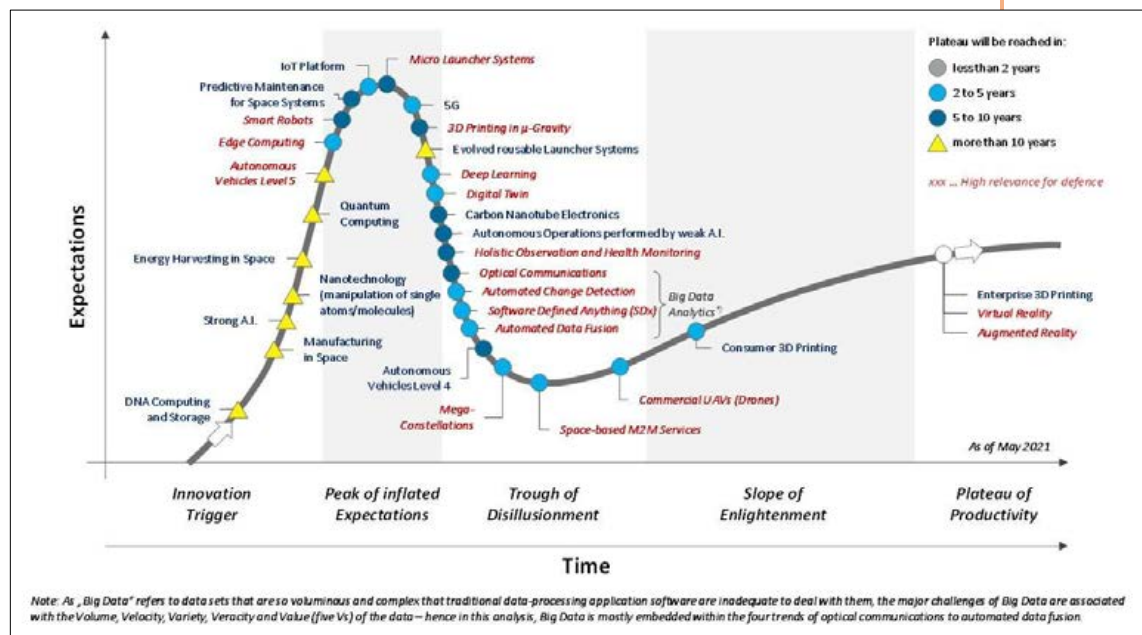 Plateau will be reached in:
lessthan 2 years
2 to 5 years
5 to 10 years
more than 10 years
xxx ... High relevance for defence
Expectations
Micro Launcher Systems
IoT Platform
Predictive Maintenance
for Space Systems
5G
Smart Robots
3D Printing in µ-Gravity
Edge Computing
Evolved reusable Launcher Systems
Autonomous
Vehicles Level 5
Deep Learning
Digital Twin
Quantum
Computing
Carbon Nanotube Electronics
Autonomous Operations performed by weak A.I.
Energy Harvesting in Space
Holistic Observation and Health Monitoring
Nanotechnology
(manipulation of single
atoms/molecules)
Optical Communications
Automated Change Detection
Software Defined Anything (SDx)
Automated Data Fusion
Big Data
Analytics*)
Strong A.I.
Manufacturing
in Space
Autonomous
Vehicles Level 4
Consumer 3D Printing
Enterprise 3D Printing
Virtual Reality
Augmented Reality
DNA Computing
and Storage
Mega-
Constellations
Commercial UAVs (Drones)
Space-based M2M Services
As of May 2021
Innovation
Trigger
Peak of inflated
Expectations
Trough of
Disillusionment
Slope of
Enlightenment
Plateau of
Productivity
Time
Note: As „Big Data" refers to data sets that are so voluminous and complex that traditional data-processing application software are inadequate to deal with them, the major challenges of Big Data are associated
with the Volume, Velocity, Variety, Veracity and Value (five Vs) of the data – hence in this analysis, Big Data is mostly embedded within the four trends of optical communications to automated data fusion.